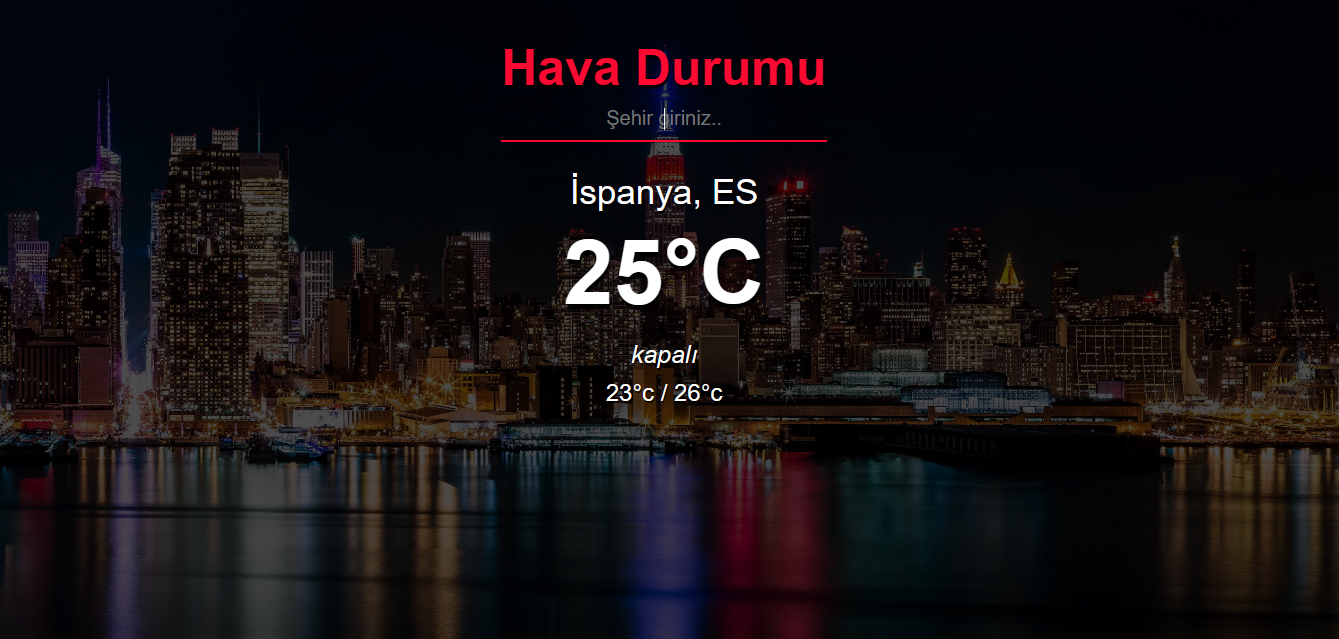 Hava Durumu
Şehir giriniz..
İspanya, ES
25°C
kapalı
23°c / 26°c